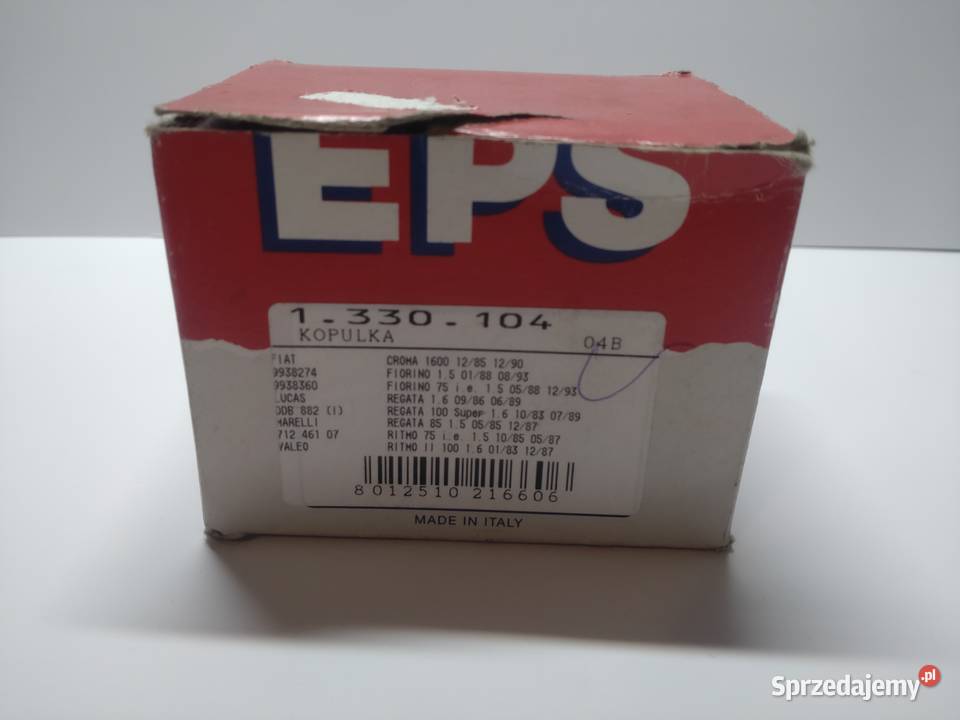 EPS
1.330.104
KOPULKA 04B
FIAT CROMA 1600 12/85 12/90
9938274 FIORINO 1.5 01/88 08/93
9938360 FIORINO 75 i.e. 1.5 05/88 12/93
LUCAS REGATA 1.6 09/86 06/89
DDB 882 (I) REGATA 100 Super 1.6 10/83 07/89
MARELLI REGATA 85 1.5 05/85 12/87
712 461 07 RITMO 75 i.e. 1.5 10/85 05/87
VALEO RITMO II 100 1.6 01/83 12/87
8012510 216606
MADE IN ITALY
Sprzedajemy.pl